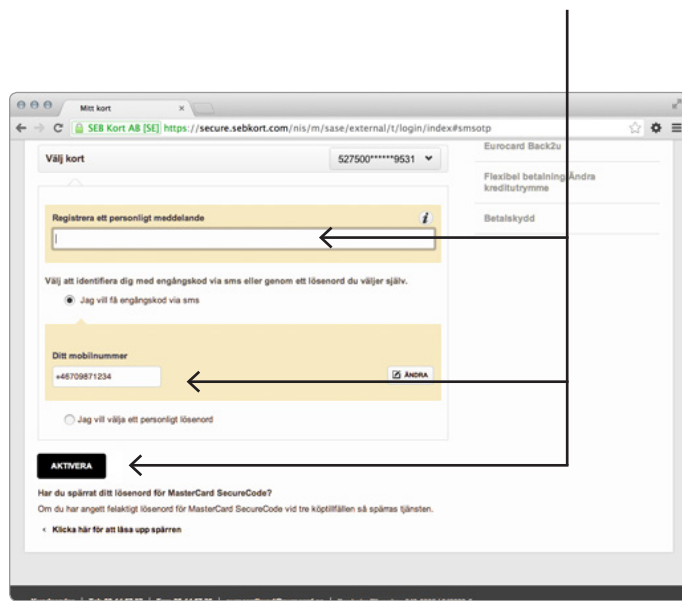 Mitt kort
SEB Kort AB [SE] https://secure.sebkort.com/nis/m/sase/external/t/login/index#smsotp
Välj kort
527500******9531
Eurocard Back2u
Flexibel betalning/Ändra
kreditutrymme
Betalskydd
Registrera ett personligt meddelande
i
Välj att identifiera dig med engångskod via sms eller genom ett lösenord du väljer själv.
Jag vill få engångskod via sms
Ditt mobilnummer
+46709871234
ÄNDRA
Jag vill välja ett personligt lösenord
AKTIVERA
Har du spärrat ditt lösenord för MasterCard SecureCode?
Om du har angett felaktigt lösenord för MasterCard SecureCode vid tre köptillfällen så spärras tjänsten.
< Klicka här för att låsa upp spärren